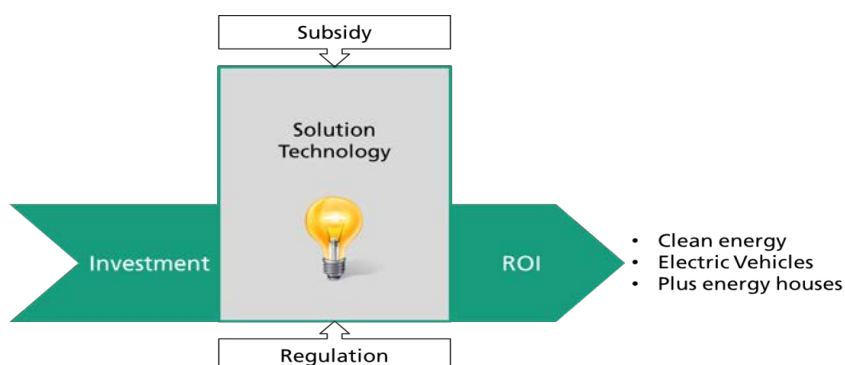 Subsidy
Solution
Technology
Investment
ROI
• Clean energy
• Electric Vehicles
• Plus energy houses
Regulation